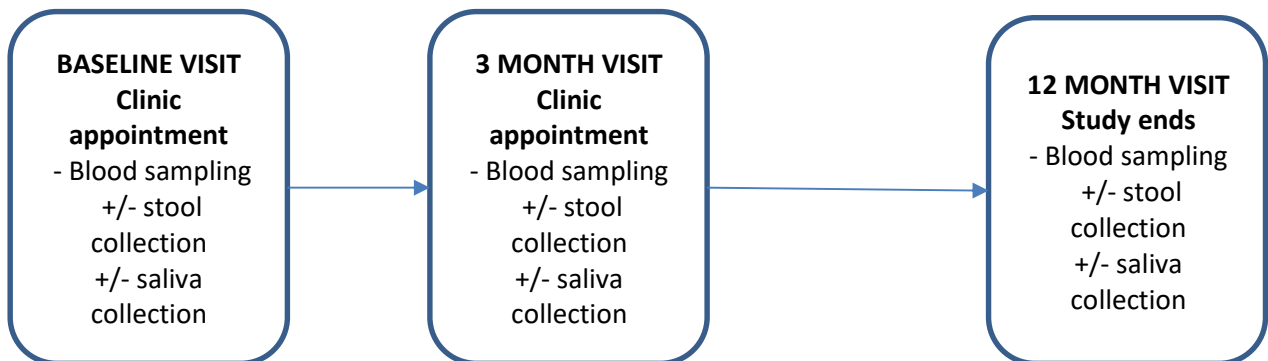 BASELINE VISIT
Clinic
appointment
- Blood sampling
+/- stool
collection
+/- saliva
collection
3 MONTH VISIT
Clinic
appointment
- Blood sampling
+/- stool
collection
+/- saliva
collection
12 MONTH VISIT
Study ends
- Blood sampling
+/- stool
collection
+/- saliva
collection